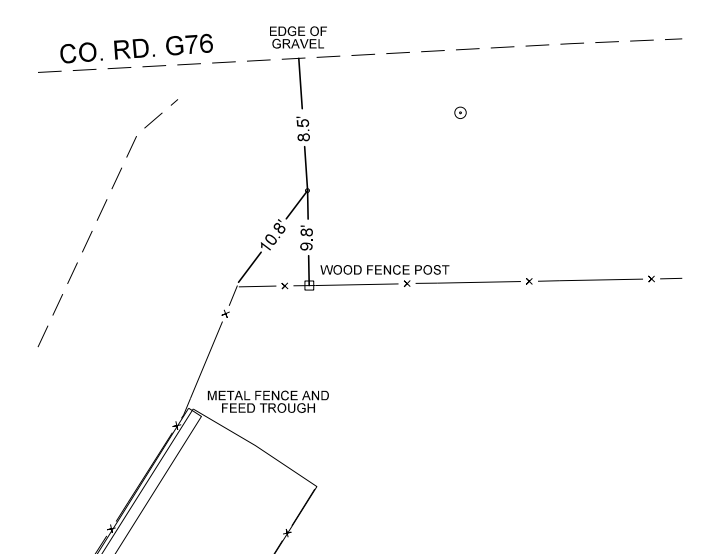 CO. RD. G76
EDGE OF
GRAVEL
8.5'
10.8'
9.8'
WOOD FENCE POST
METAL FENCE AND
FEED TROUGH